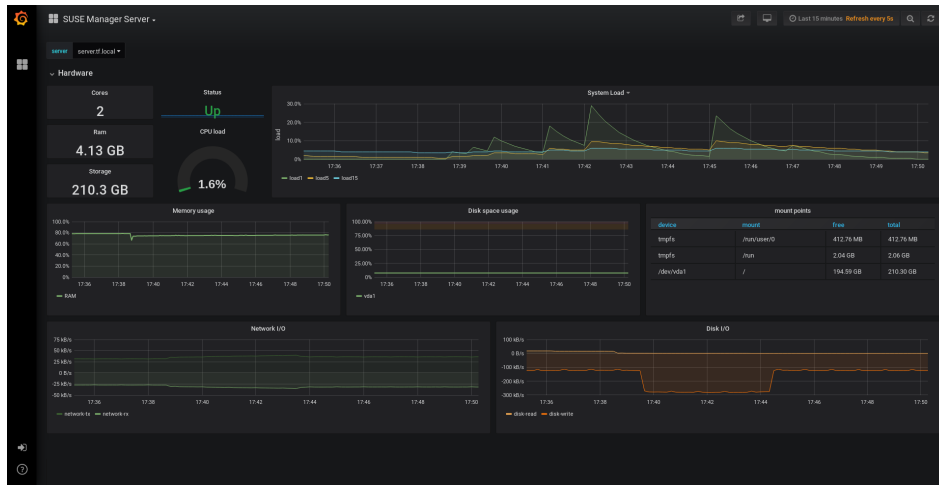 SUSE Manager Server
Last 15 minutes Refresh every 5s
server server.tf.local
Hardware
Cores
2
Ram
4.13 GB
Storage
210.3 GB
Status
Up
CPU load
1.6%
System Load
load
30.0%
20.0%
10.0%
0%
17:36 17:37 17:38 17:39 17:40 17:41 17:42 17:43 17:44 17:45 17:46 17:47 17:48 17:49 17:50
load1 load5 load15
Memory usage
100.0%
80.0%
60.0%
40.0%
20.0%
0%
17:36 17:38 17:40 17:42 17:44 17:46 17:48 17:50
RAM
Disk space usage
100.00%
75.00%
50.00%
25.00%
0%
17:36 17:38 17:40 17:42 17:44 17:46 17:48 17:50
vda1
mount points
device mount free total
tmpfs /run/user/0 412.76 MB 412.76 MB
tmpfs /run 2.04 GB 2.06 GB
/dev/vda1 / 194.59 GB 210.30 GB
Network I/O
75 kB/s
50 kB/s
25 kB/s
0 B/s
-25 kB/s
-50 kB/s
17:36 17:38 17:40 17:42 17:44 17:46 17:48 17:50
network-tx network-rx
Disk I/O
100 kB/s
0 B/s
-100 kB/s
-200 kB/s
-300 kB/s
17:36 17:38 17:40 17:42 17:44 17:46 17:48 17:50
disk-read disk-write